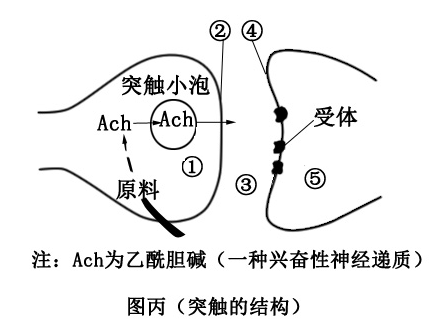 ② ④
突触小泡
Ach Ach 受体
①
原料 ③ ⑤
注：Ach为乙酰胆碱（一种兴奋性神经递质）
图丙（突触的结构）